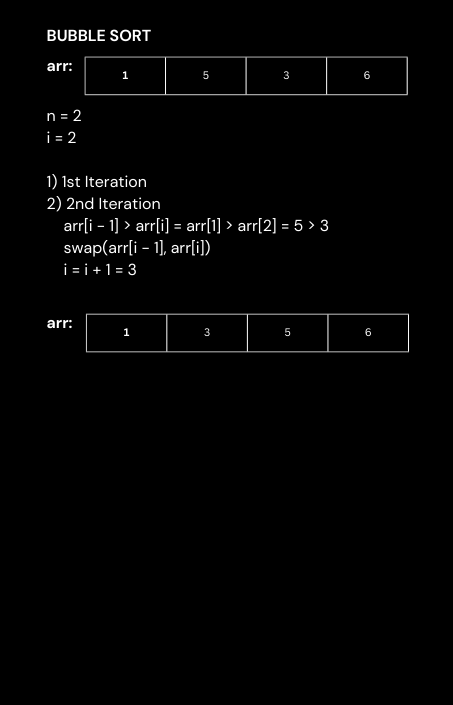 BUBBLE SORT
arr: 1 5 3 6
n = 2
i = 2
1) 1st Iteration
2) 2nd Iteration
arr[i - 1] > arr[i] = arr[1] > arr[2] = 5 > 3
swap(arr[i - 1], arr[i])
i = i + 1 = 3
arr: 1 3 5 6